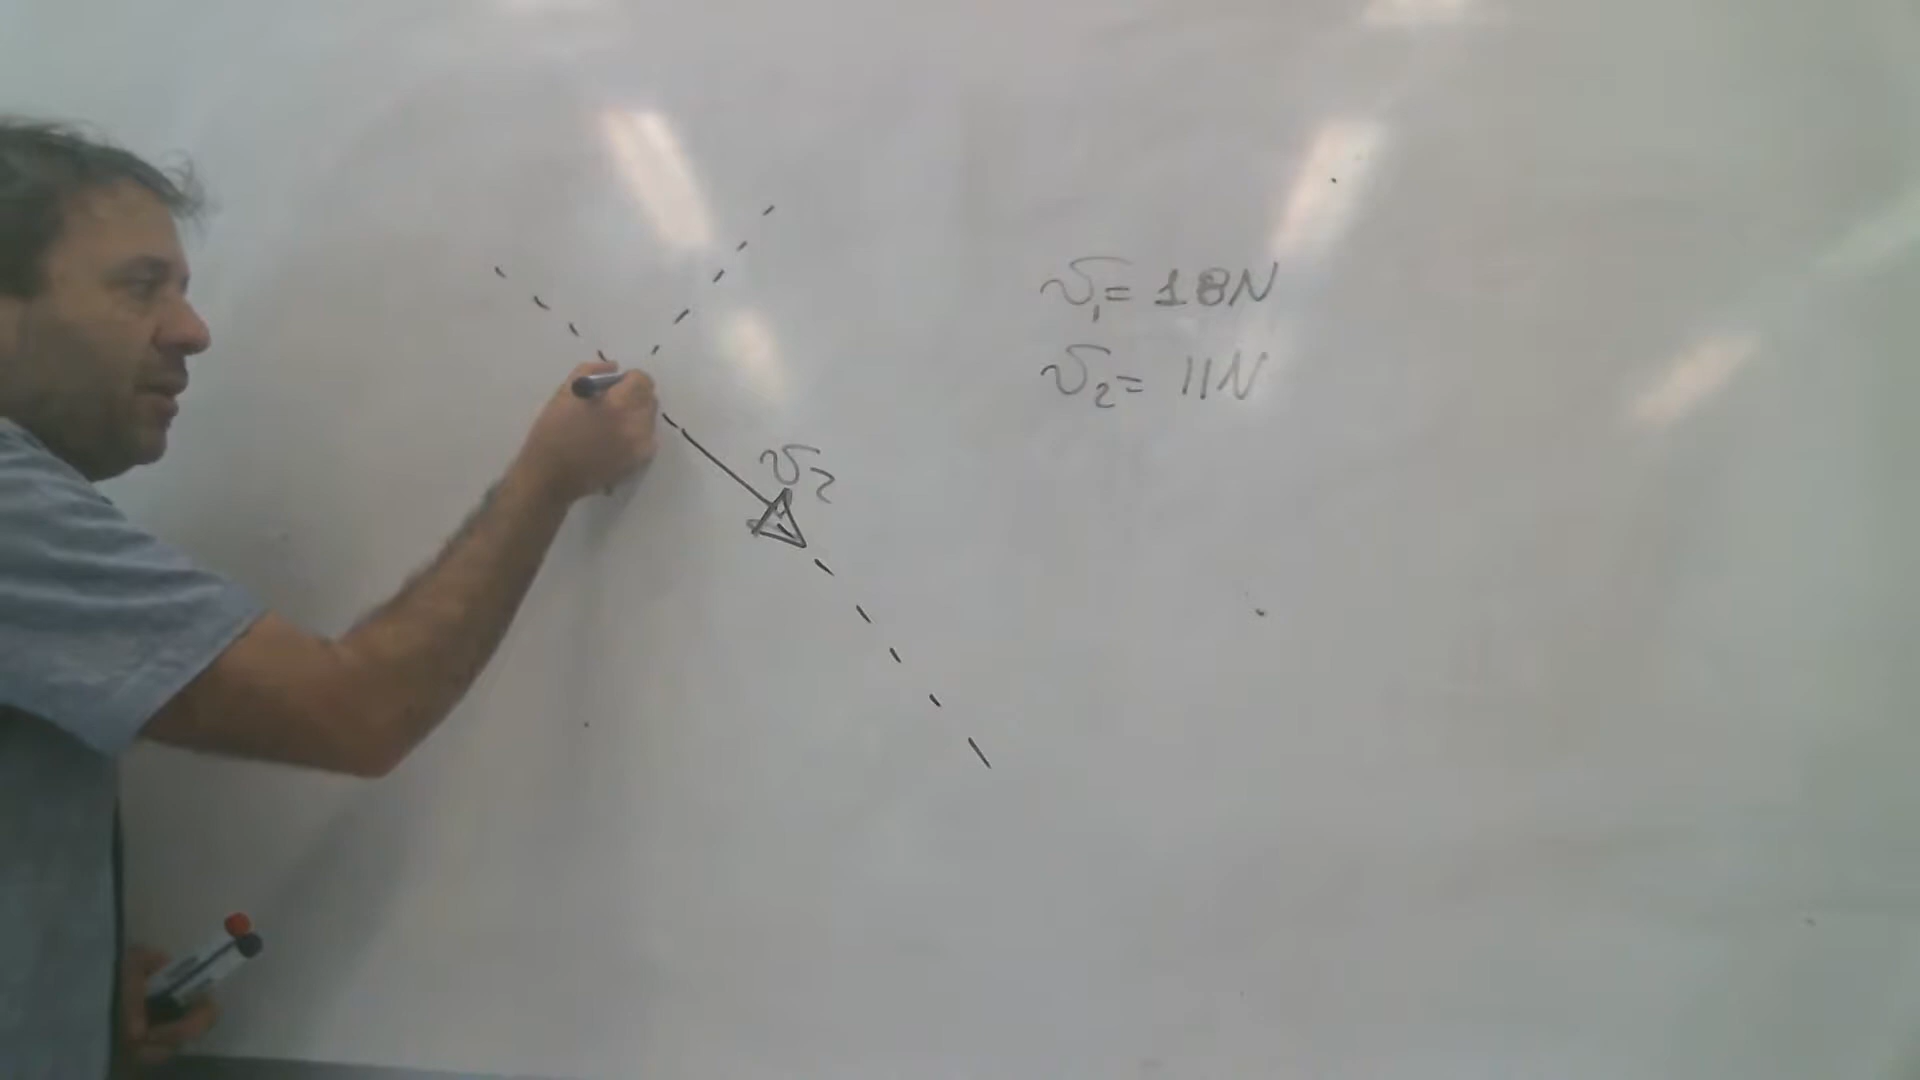 v₁= 18N
v₂= 11N
v₂